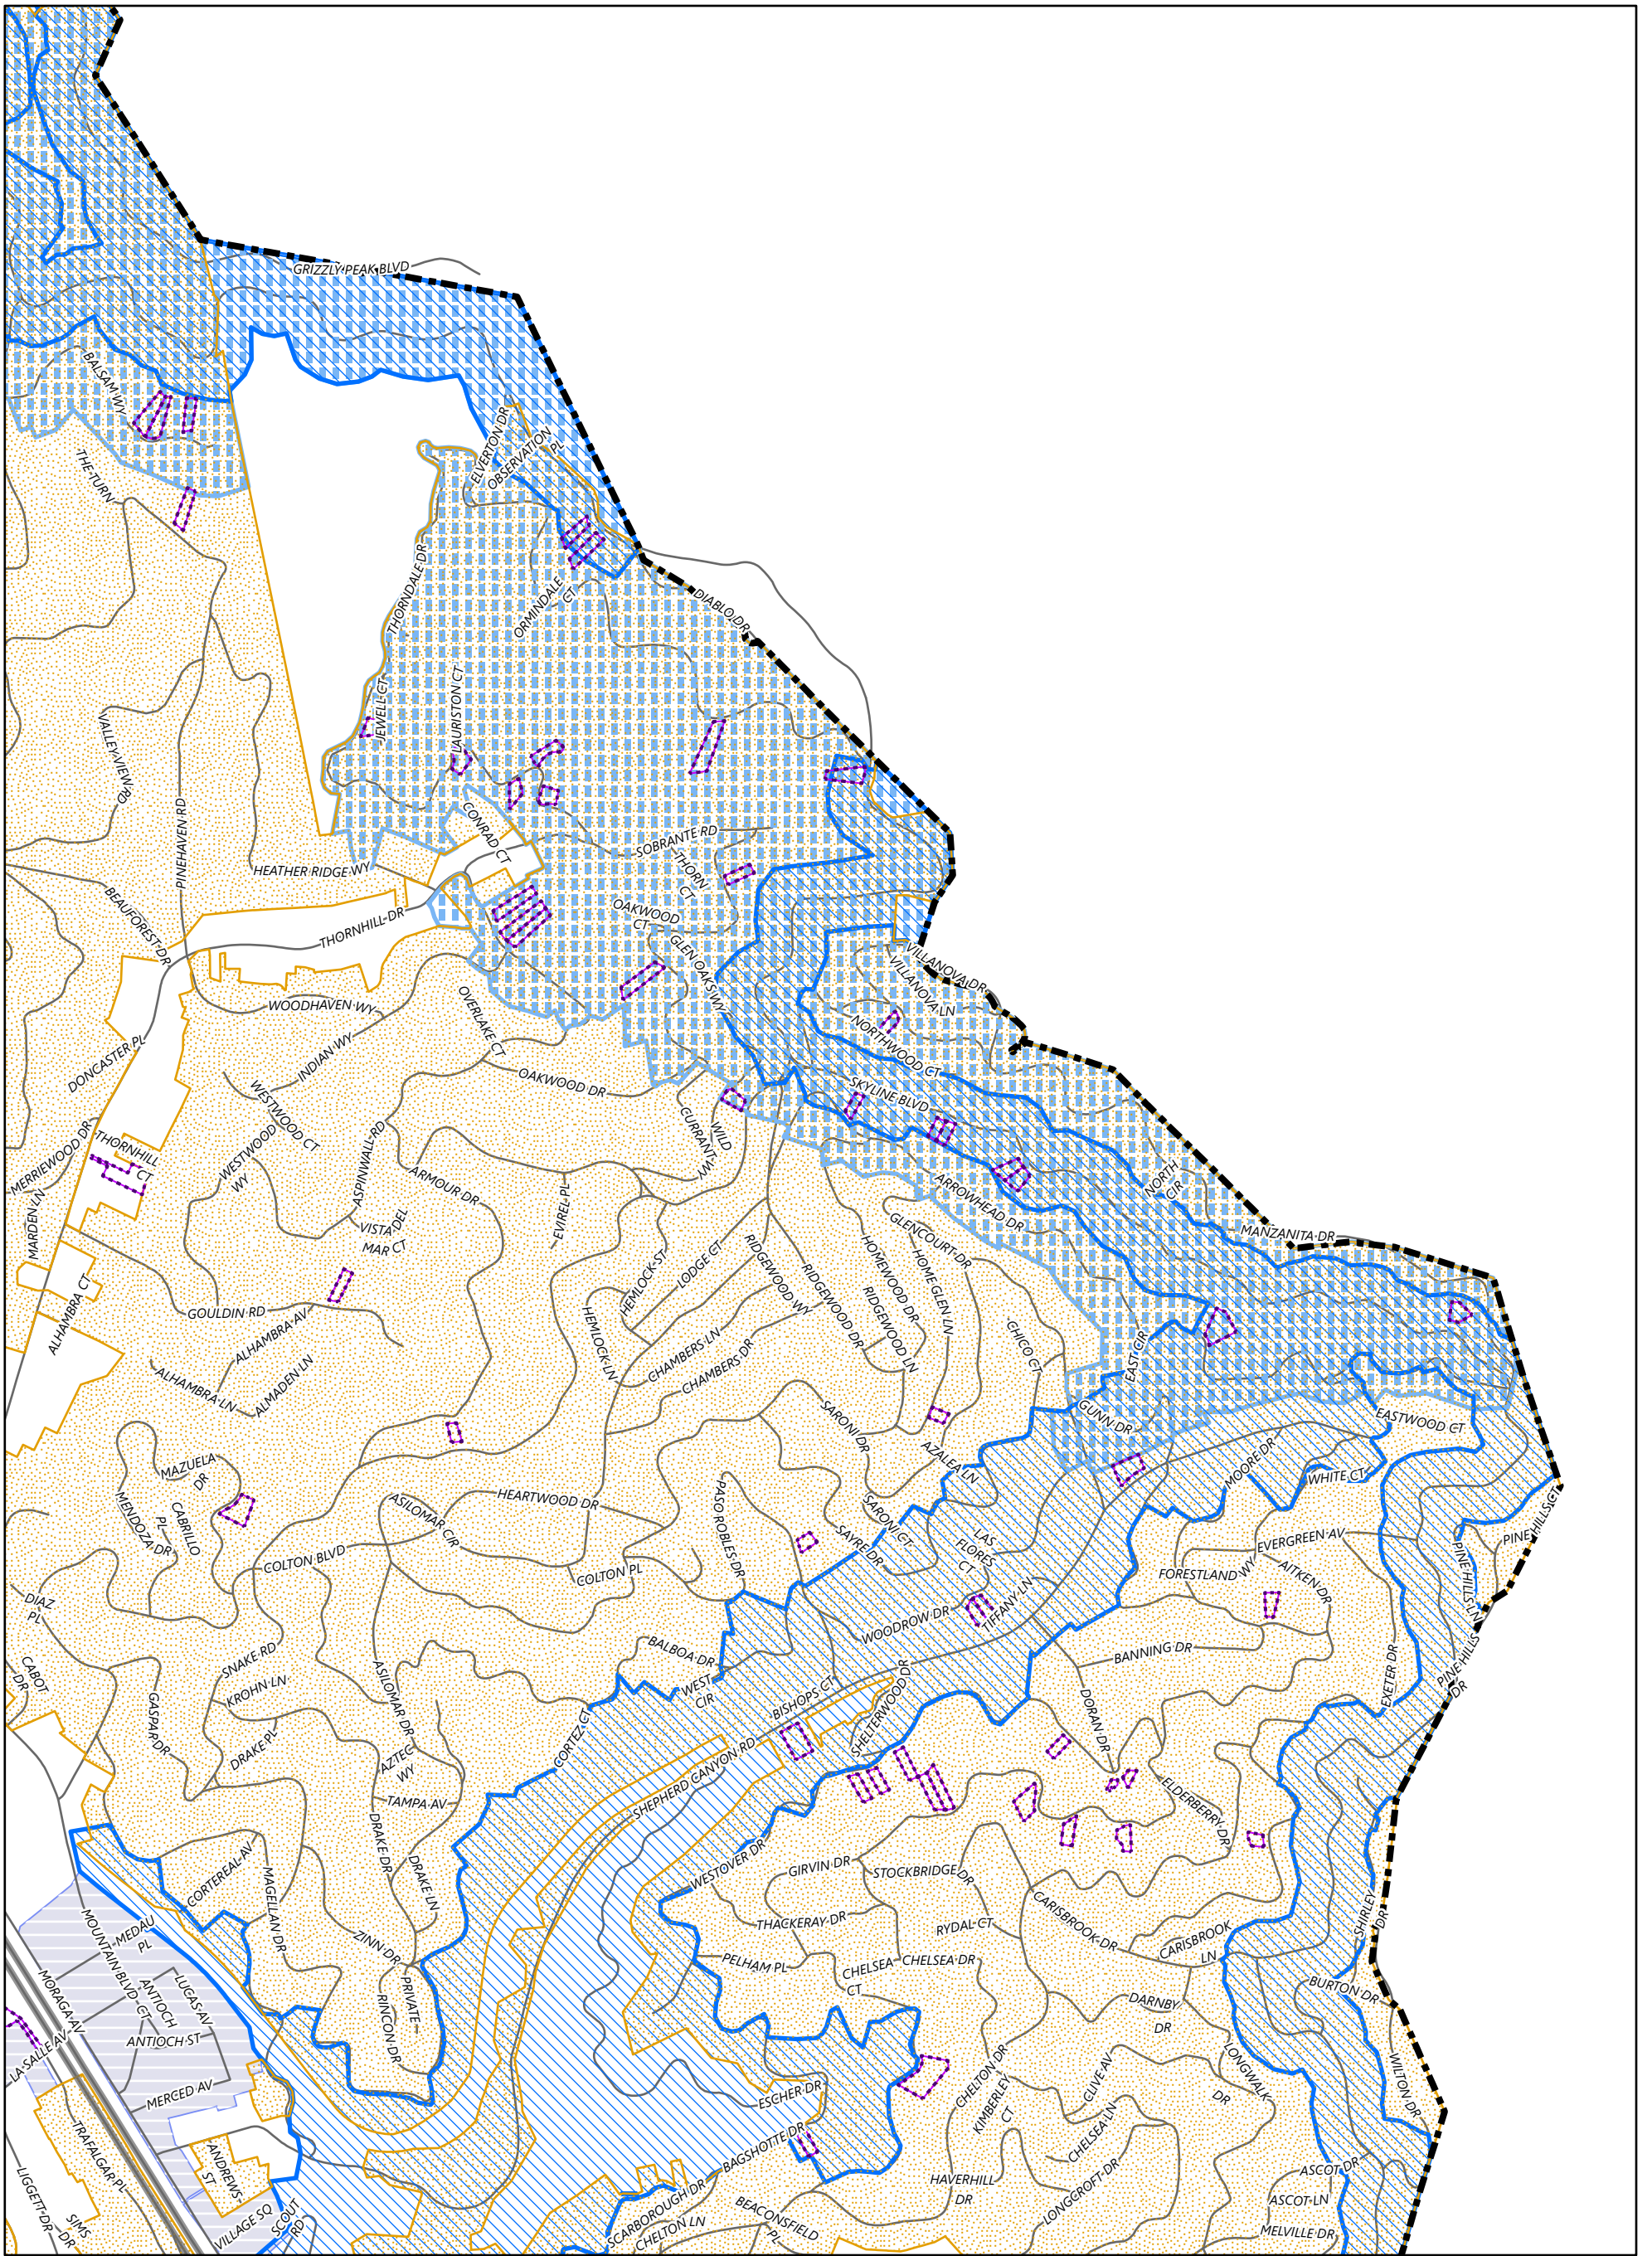 GRIZZLY PEAK BLVD
BALSAM WY
THE TURN
ELVERTON DR
OBSERVATION
PL
THORNDALE DR
ORMINDALE
CT
DIABLO DR
JEWELL CT
LAURISTON CT
VALLEY VIEW
RD
PINEHAVEN RD
CONRAD CT
SOBRANTE RD
THORN
CT
HEATHER RIDGE WY
BEAUFOREST DR
THORNHILL DR
OAKWOOD
CT
GLEN OAKS WY
VILLANOVA DR
VILLANOVA LN
WOODHAVEN WY
OVERLAKE CT
NORTHWOOD CT
DONCASTER PL
INDIAN WY
OAKWOOD DR
SKYLINE BLVD
WESTWOOD CT
MERRIEWOOD DR
THORNHILL
CT
WESTWOOD
WY
ASPINWALL RD
ARMOUR DR
WILD
CURRANT
WY
MARDEN LN
EVIREL PL
ARROWHEAD DR
NORTH
CIR
VISTA DEL
MAR CT
GLENCOURT DR
MANZANITA DR
ALHAMBRA CT
GOULDIN RD
ALHAMBRA AV
HEMLOCK ST
LODGE CT
RIDGEWOOD WY
RIDGEWOOD DR
HOMEWOOD DR
HOMEGLEN LN
RIDGEWOOD LN
HEMLOCK LN
CHAMBERS LN
CHAMBERS DR
CHICO CT
EAST CIR
ALHAMBRA LN
ALMADEN LN
SARONI DR
GUNN DR
EASTWOOD CT
AZALEA LN
MOORE DR
WHITE CT
MAZUELA
DR
MENDOZA DR
CABRILLO
PL
ASILOMAR CIR
HEARTWOOD DR
PASO ROBLES DR
SARONI CT
SAYRE DR
LAS
FLORES
CT
PINE HILLS CT
PINE HILLS LN
EVERGREEN AV
FORESTLAND
WY
AITKEN DR
COLTON BLVD
COLTON PL
DIAZ
PL
TIFFANY LN
WOODROW DR
BALBOA DR
WEST
CIR
BISHOPS CT
SHELTERWOOD DR
BANNING DR
DORAN DR
EXETER DR
PINE HILLS
DR
CABOT
DR
SNAKE RD
KROHN LN
GASPAR DR
DRAKE PL
ASILOMAR DR
AZTEC
WY
TAMPA AV
CORTEZ CT
SHEPHERD CANYON RD
ELDERBERRY DR
DRAKE DR
DRAKE LN
CORTEREAL AV
MAGELLAN DR
WESTOVER DR
GIRVIN DR
STOCKBRIDGE
DR
THACKERAY DR
RYDAL CT
CARISBROOK DR
CARISBROOK
LN
SHIRLEY
DR
MEDAU
PL
MOUNTAIN BLVD
ZINN DR
PRIVATE
RINCON DR
PELHAM PL
CHELSEA
CT
CHELSEA DR
BURTON DR
DARNBY
DR
MORAGA AV
ANTIOCH
CT
LUCAS AV
ANTIOCH ST
LA SALLE AV
MERCED AV
LONGWALK
DR
WILTON DR
ESCHER DR
CHELTON DR
KIMBERLEY
CT
CLIVE AV
CHELSEA LN
BAGSHOTTE DR
TRAFALGAR PL
ANDREWS
ST
HAVERHILL
DR
LONGCROFT DR
ASCOT DR
ASCOT LN
MELVILLE DR
LIGGETT DR
SIMS
DR
VILLAGE SQ
SCOUT
RD
SCARBOROUGH DR
CHELTON LN
BEACONSFIELD
PL